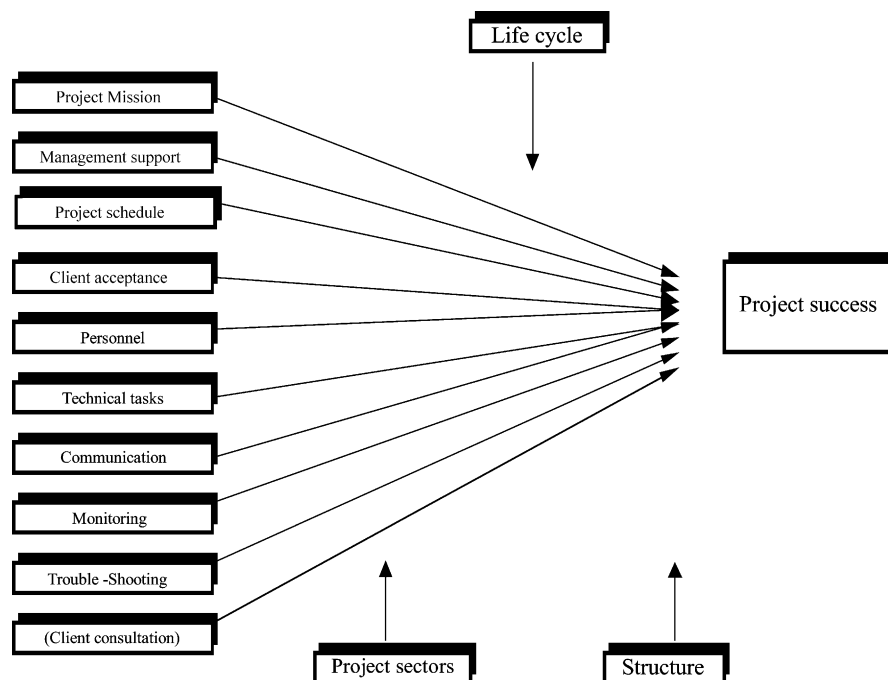 Life cycle
Project Mission
Management support
Project schedule
Client acceptance
Personnel
Technical tasks
Communication
Monitoring
Trouble -Shooting
(Client consultation)
Project success
Project sectors
Structure